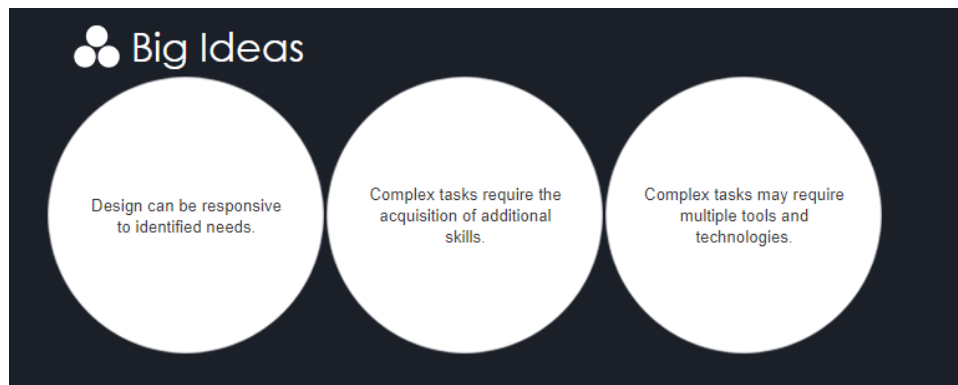 Big Ideas
Design can be responsive
to identified needs.
Complex tasks require the
acquisition of additional
skills.
Complex tasks may require
multiple tools and
technologies.